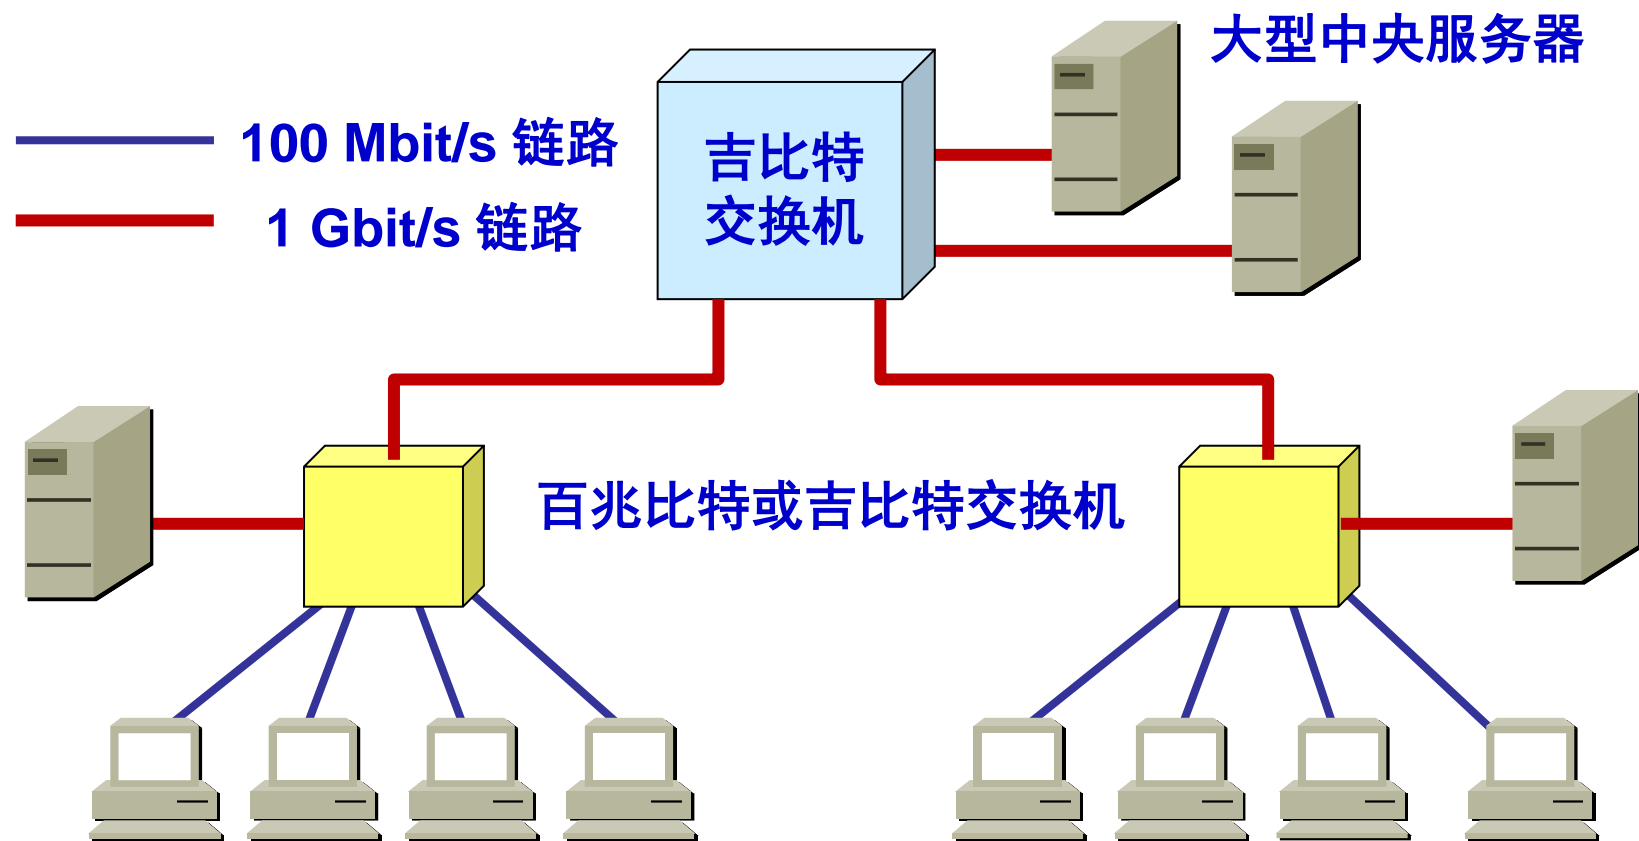 大型中央服务器
100 Mbit/s 链路
1 Gbit/s 链路
吉比特
交换机
百兆比特或吉比特交换机